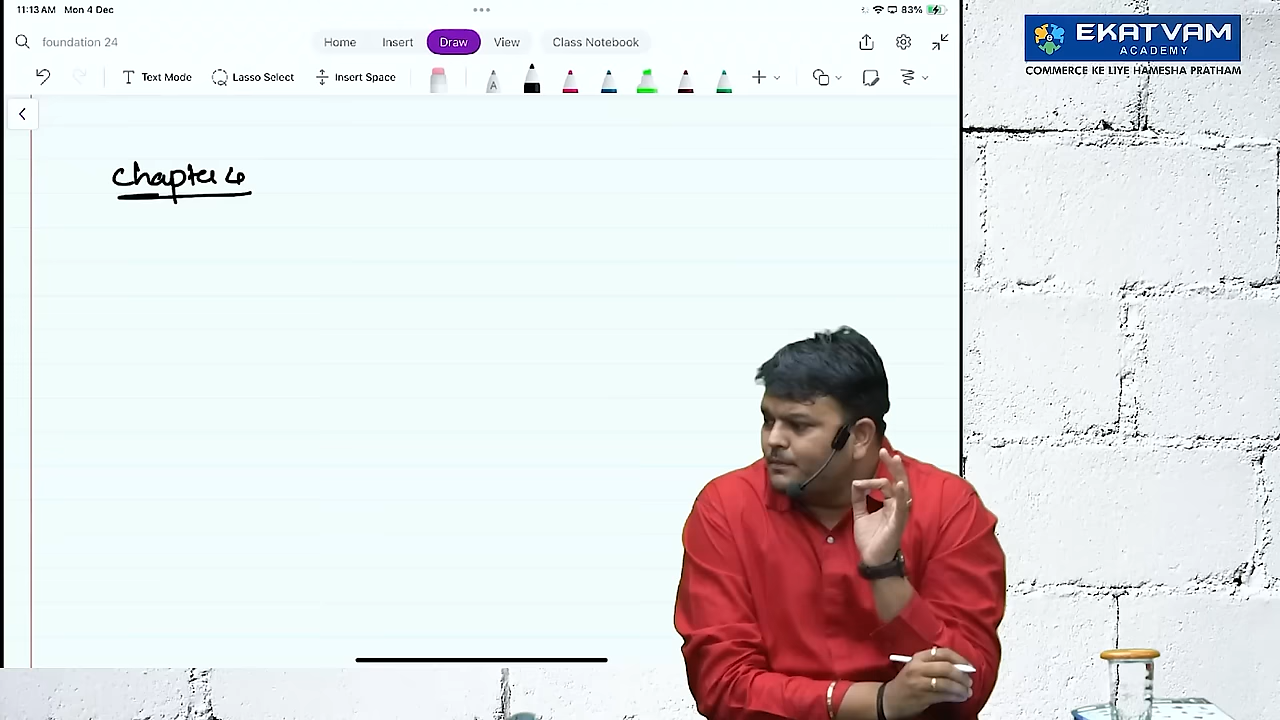 11:13 AM Mon 4 Dec
83%
foundation 24
Home Insert Draw View Class Notebook
Text Mode Lasso Select Insert Space
A
Chapter 4
EKATVAM
ACADEMY
COMMERCE KE LIYE HAMESHA PRATHAM